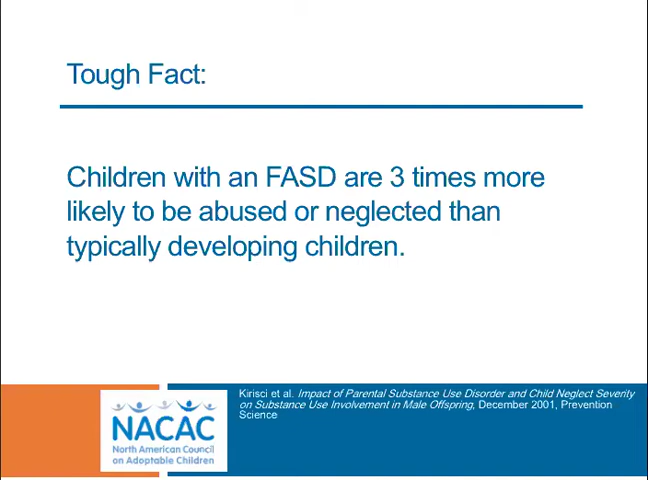 Tough Fact:
Children with an FASD are 3 times more
likely to be abused or neglected than
typically developing children.
Kirisci et al. Impact of Parental Substance Use Disorder and Child Neglect Severity
on Substance Use Involvement in Male Offspring, December 2001, Prevention
Science
NACAC
North American Council
on Adoptable Children